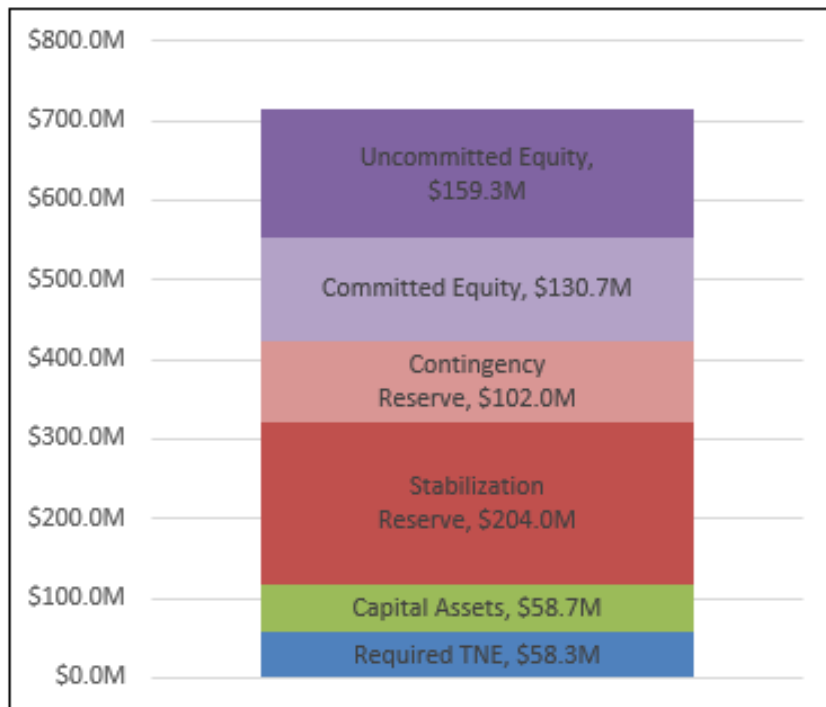 $800.0M
$700.0M
$600.0M
$500.0M
$400.0M
$300.0M
$200.0M
$100.0M
$0.0M
Uncommitted Equity,
$159.3M
Committed Equity, $130.7M
Contingency
Reserve, $102.0M
Stabilization
Reserve, $204.0M
Capital Assets, $58.7M
Required TNE, $58.3M